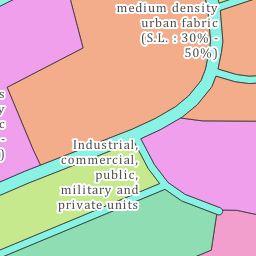 medium density
urban fabric
(S.L. : 30% -
50%)
s
y
c
-
)
Industrial,
commercial,
public,
military and
private units